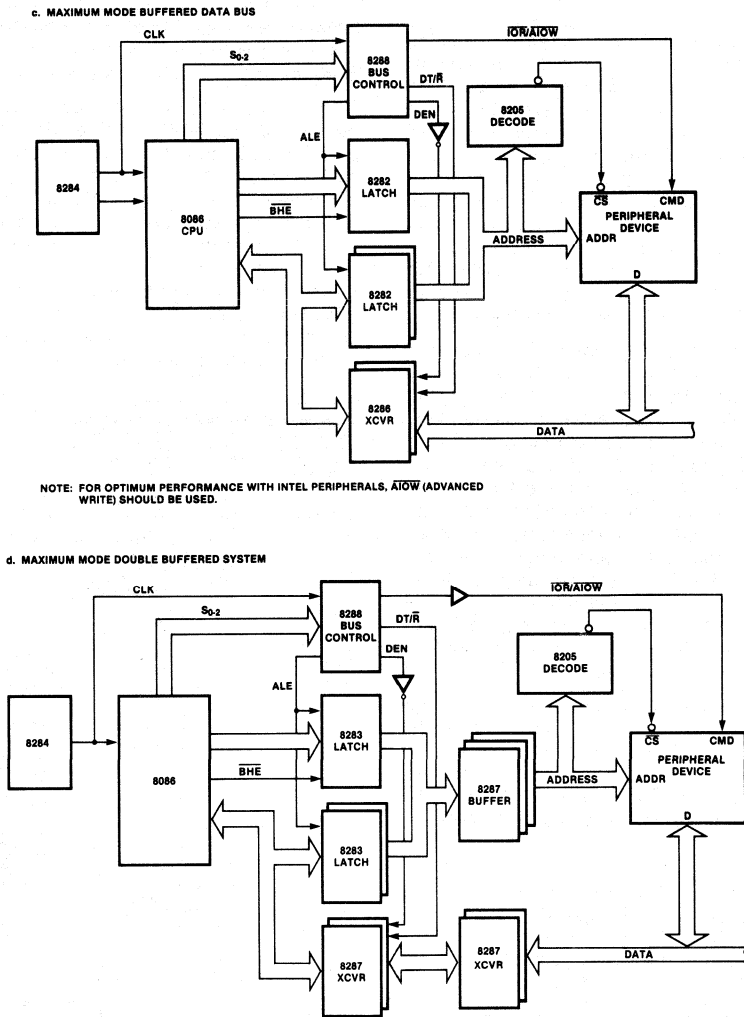 c. MAXIMUM MODE BUFFERED DATA BUS
CLK
IOR/AIOW
S0-2
8288
BUS
CONTROL
DT/R
DEN
8205
DECODE
ALE
8284
8086
CPU
8282
LATCH
BHE
CS
CMD
PERIPHERAL
DEVICE
ADDRESS
ADDR
D
8282
LATCH
8286
XCVR
DATA
NOTE: FOR OPTIMUM PERFORMANCE WITH INTEL PERIPHERALS, AIOW (ADVANCED
WRITE) SHOULD BE USED.
d. MAXIMUM MODE DOUBLE BUFFERED SYSTEM
CLK
IOR/AIOW
S0-2
8288
BUS
CONTROL
DT/R
DEN
8205
DECODE
ALE
8284
8086
8283
LATCH
BHE
8287
BUFFER
CS
CMD
PERIPHERAL
DEVICE
ADDRESS
ADDR
D
8283
LATCH
8287
XCVR
8287
XCVR
DATA